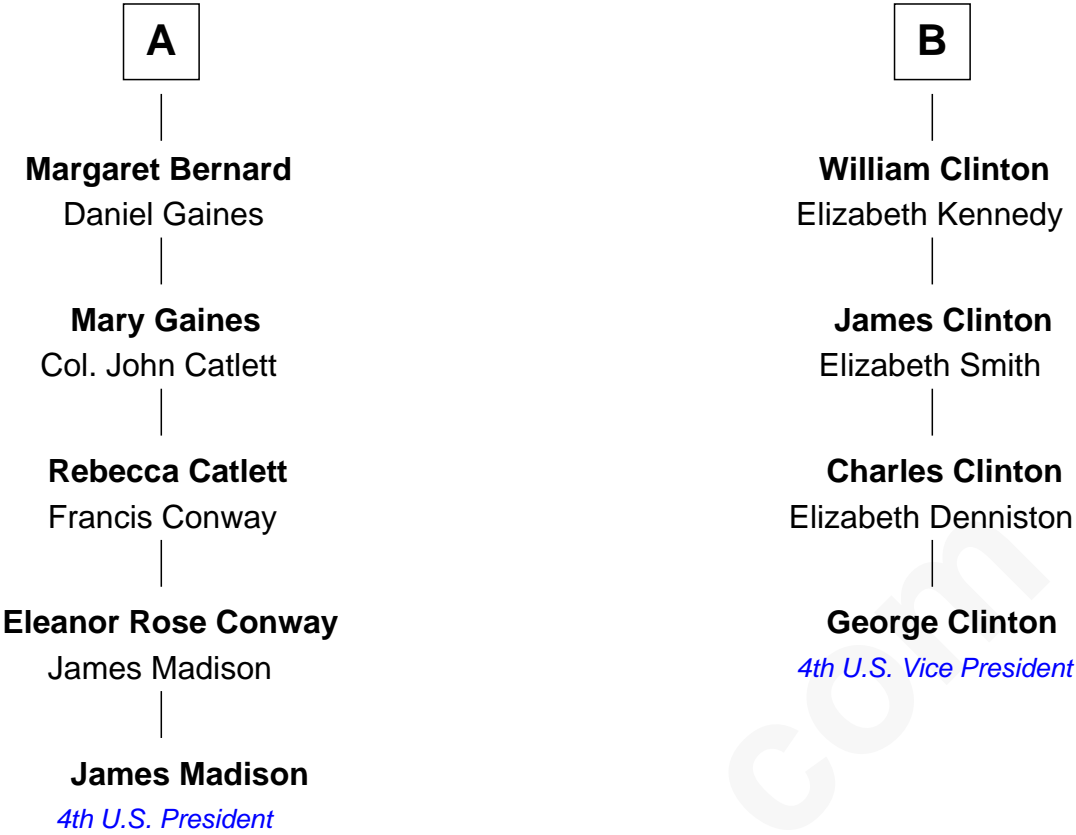 A
Margaret Bernard
Daniel Gaines
Mary Gaines
Col. John Catlett
Rebecca Catlett
Francis Conway
Eleanor Rose Conway
James Madison
James Madison
4th U.S. President
B
William Clinton
Elizabeth Kennedy
James Clinton
Elizabeth Smith
Charles Clinton
Elizabeth Denniston
George Clinton
4th U.S. Vice President
com